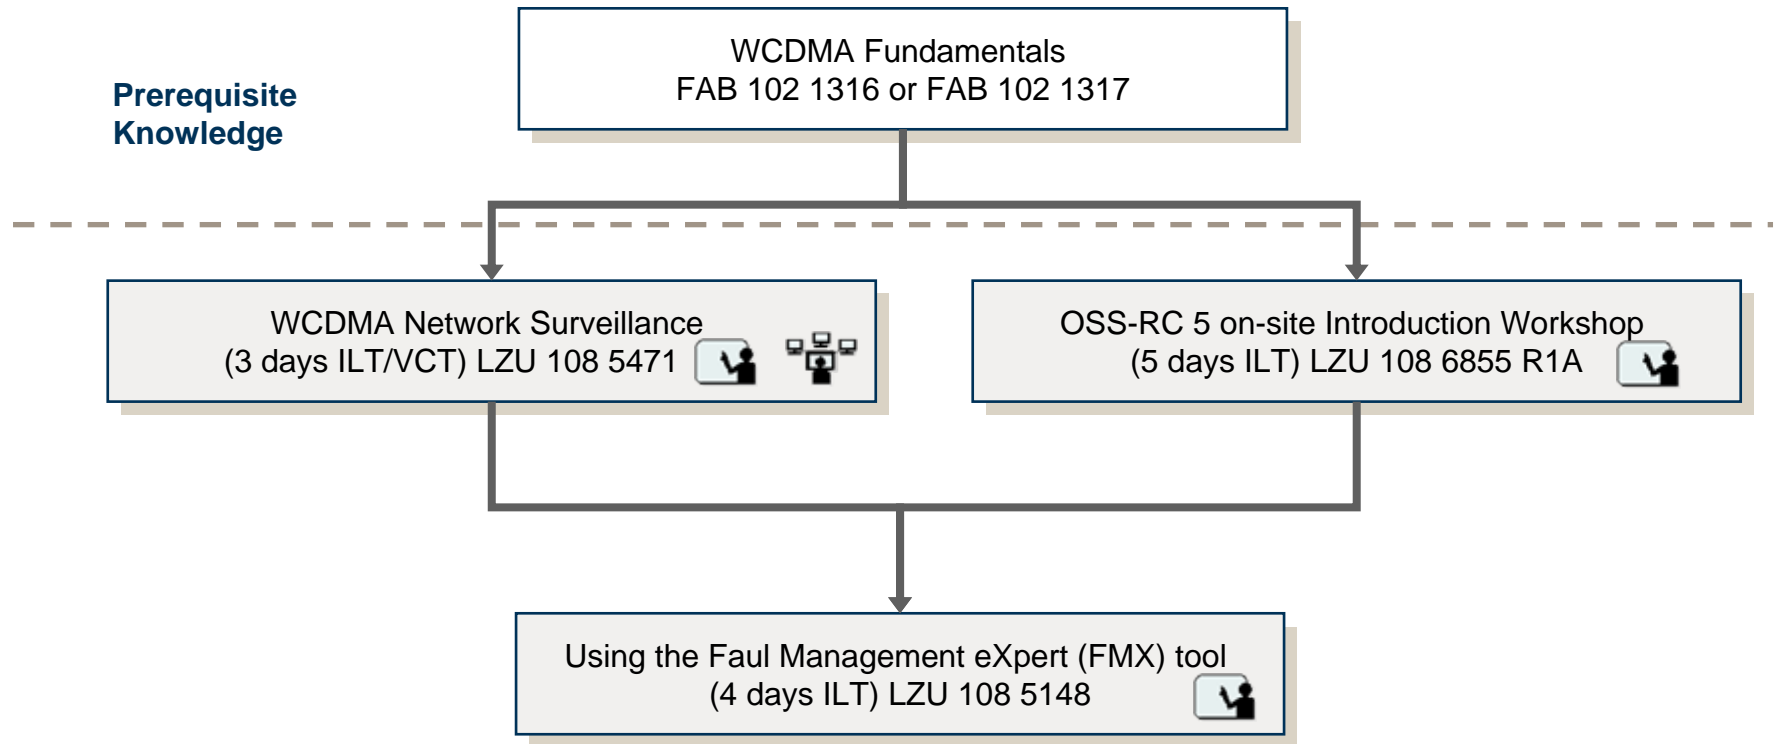 WCDMA Fundamentals
FAB 102 1316 or FAB 102 1317
Prerequisite
Knowledge
WCDMA Network Surveillance
(3 days ILT/VCT) LZU 108 5471
OSS-RC 5 on-site Introduction Workshop
(5 days ILT) LZU 108 6855 R1A
Using the Faul Management eXpert (FMX) tool
(4 days ILT) LZU 108 5148